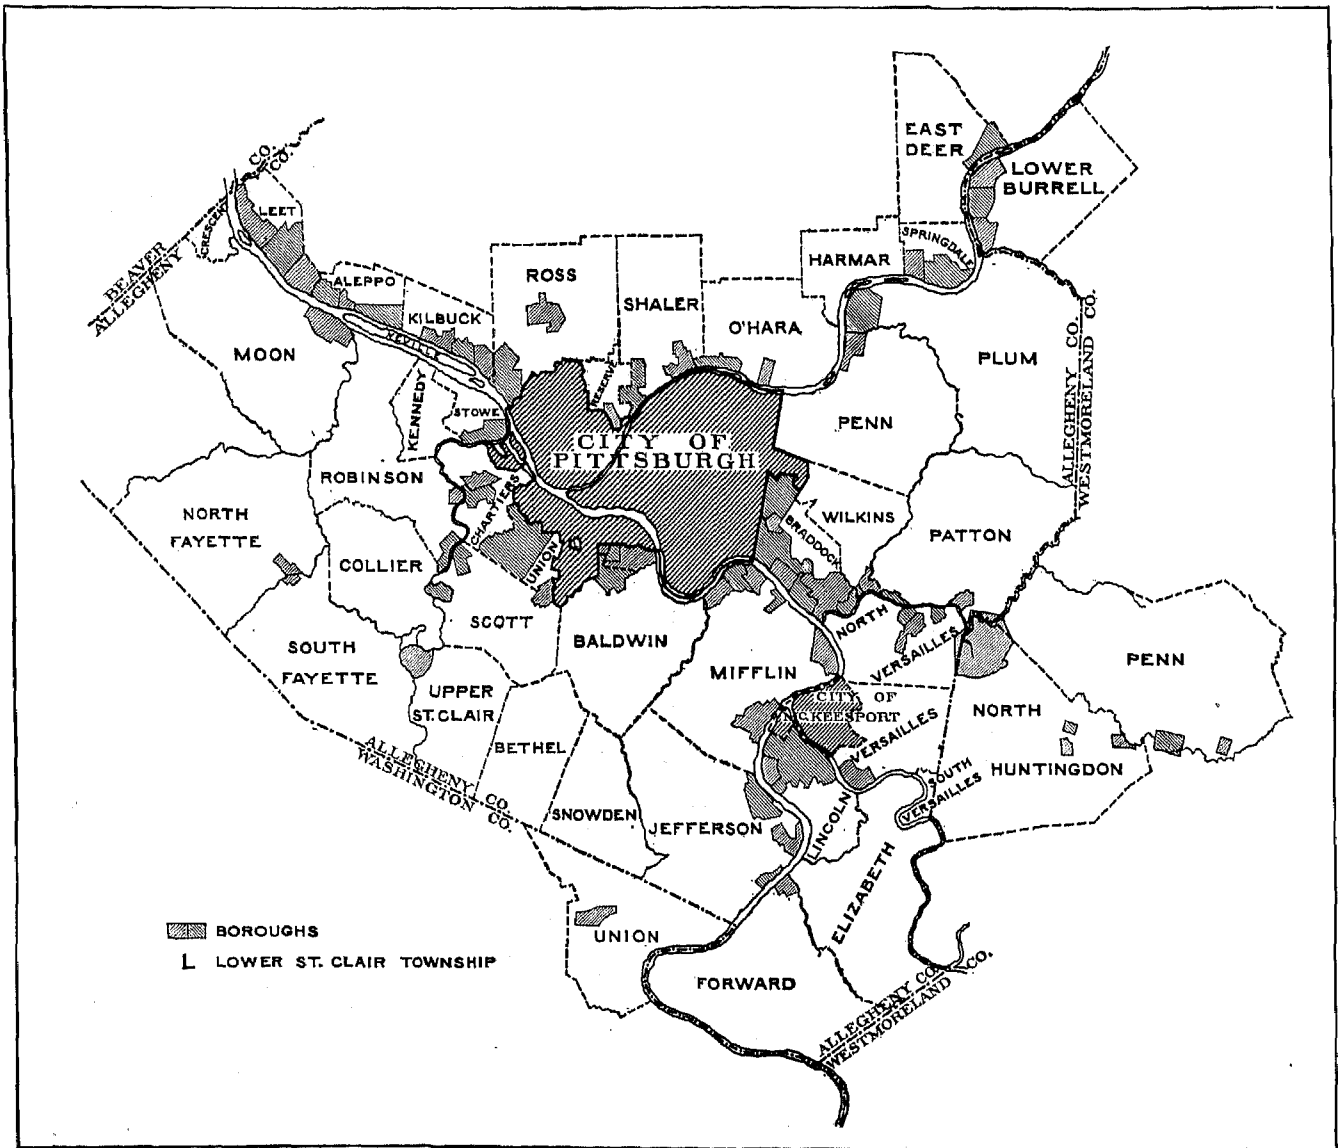 EAST
DEER
LOWER
BURRELL
CO.
CO.
LEET
CRESCENT
SPRINGDALE
BEAVER
ALLEGHENY
ALEPPO
ROSS
HARMAR
KILBUCK
SHALER
O'HARA
NEVILLE
MOON
PLUM
ALLEGHENY CO.
WESTMORELAND CO.
KENNEDY
RESERVE
STOWE
PENN
CITY OF
PITTSBURGH
ROBINSON
CHARTIERS
NORTH
FAYETTE
WILKINS
BRADDOCK
PATTON
COLLIER
UNION
L
SCOTT
BALDWIN
NORTH
VERSAILLES
SOUTH
FAYETTE
MIFFLIN
PENN
UPPER
ST. CLAIR
CITY OF
MCKEESPORT
NORTH
HUNTINGDON
BETHEL
VERSAILLES
SOUTH
VERSAILLES
ALLEGHENY CO.
WASHINGTON CO.
SNOWDEN
JEFFERSON
LINCOLN
ELIZABETH
BOROUGHS
L LOWER ST. CLAIR TOWNSHIP
UNION
FORWARD
ALLEGHENY CO.
WESTMORELAND CO.